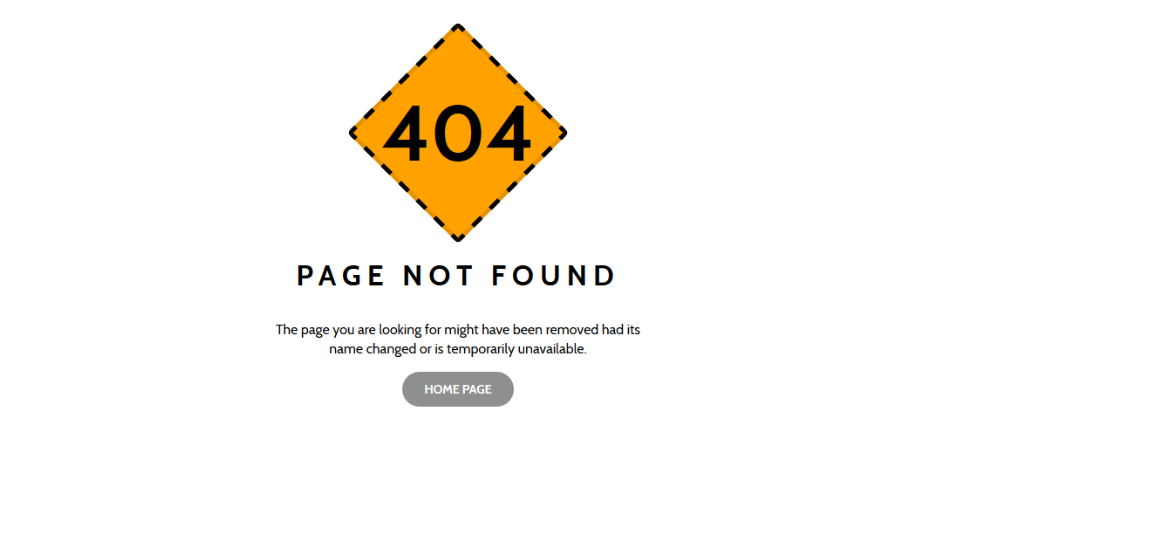 404
PAGE NOT FOUND
The page you are looking for might have been removed had its
name changed or is temporarily unavailable.
HOME PAGE